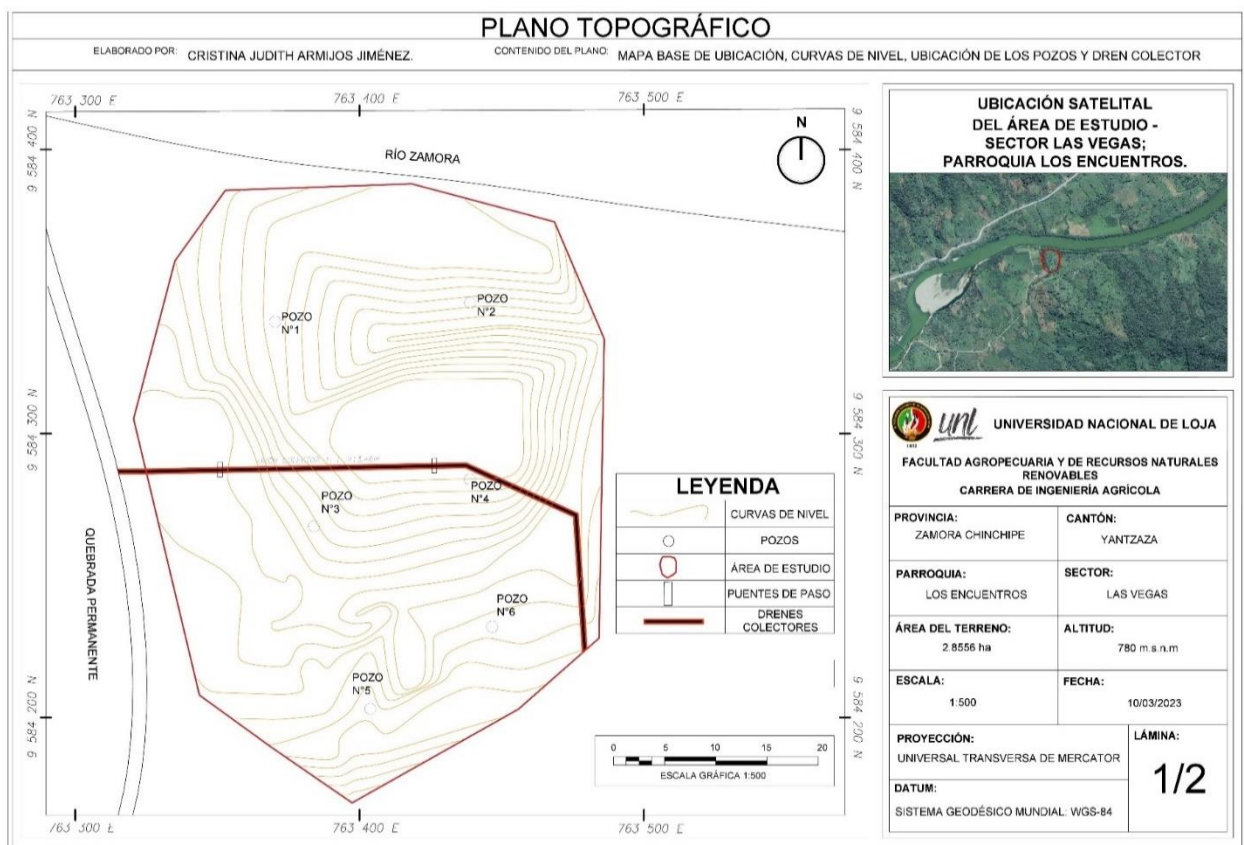 PLANO TOPOGRÁFICO
ELABORADO POR: CRISTINA JUDITH ARMIJOS JIMÉNEZ.
CONTENIDO DEL PLANO: MAPA BASE DE UBICACIÓN, CURVAS DE NIVEL, UBICACIÓN DE LOS POZOS Y DREN COLECTOR
763 300 E
763 400 E
763 500 E
9 584 400 N
9 584 400 N
N
RÍO ZAMORA
POZO
N°1
POZO
N°2
9 584 300 N
9 584 300 N
POZO
N°3
POZO
N°4
POZO
N°6
POZO
N°5
QUEBRADA PERMANENTE
9 584 200 N
9 584 200 N
763 300 E
763 400 E
763 500 E
LEYENDA
CURVAS DE NIVEL
POZOS
ÁREA DE ESTUDIO
PUENTES DE PASO
DRENES
COLECTORES
0 5 10 15 20
ESCALA GRÁFICA 1:500
UBICACIÓN SATELITAL
DEL ÁREA DE ESTUDIO -
SECTOR LAS VEGAS;
PARROQUIA LOS ENCUENTROS.
1859
unl
UNIVERSIDAD NACIONAL DE LOJA
FACULTAD AGROPECUARIA Y DE RECURSOS NATURALES
RENOVABLES
CARRERA DE INGENIERÍA AGRÍCOLA
PROVINCIA:
ZAMORA CHINCHIPE
CANTÓN:
YANTZAZA
PARROQUIA:
LOS ENCUENTROS
SECTOR:
LAS VEGAS
ÁREA DEL TERRENO:
2.8556 ha
ALTITUD:
780 m.s.n.m
ESCALA:
1:500
FECHA:
10/03/2023
PROYECCIÓN:
UNIVERSAL TRANSVERSA DE MERCATOR
DATUM:
SISTEMA GEODÉSICO MUNDIAL: WGS-84
LÁMINA:
1/2